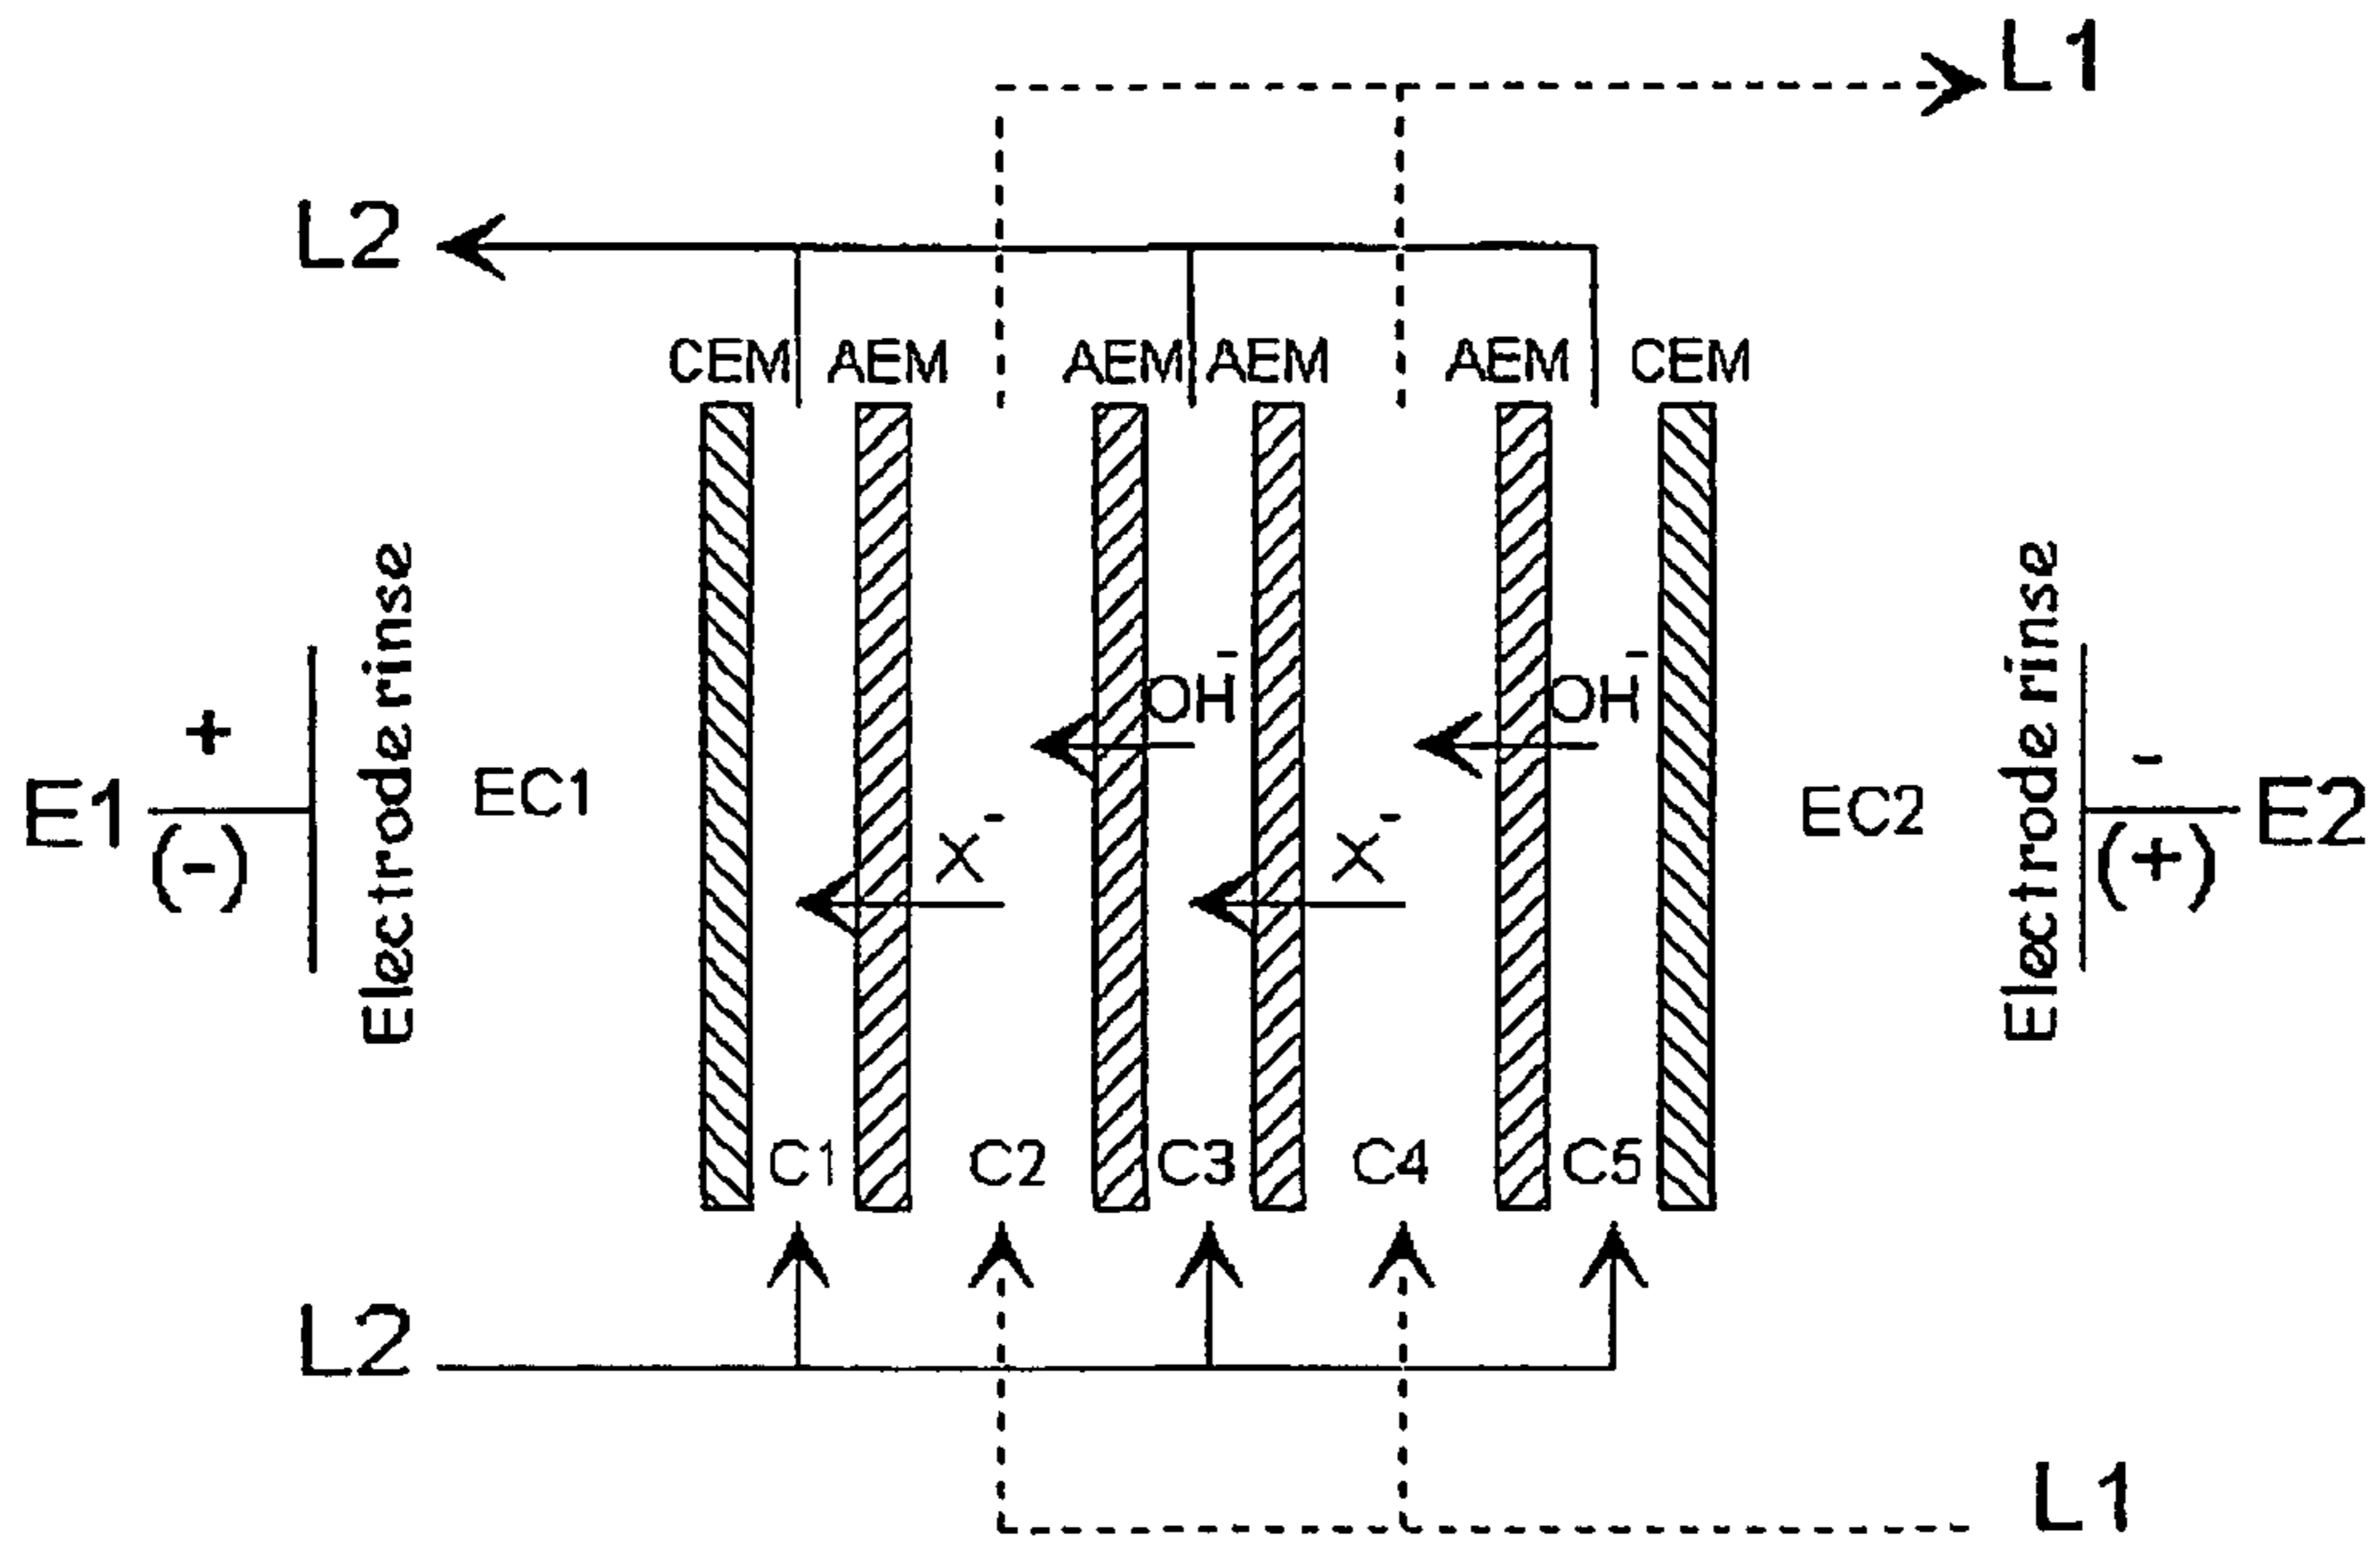 L1
L2
CEM AEM AEM AEM AEM CEM
Electrode rinse
Electrode rinse
OH-
OH-
+
-
E1
EC1
EC2
E2
(-)
(+)
X-
X-
C1 C2 C3 C4 C5
L2
L1